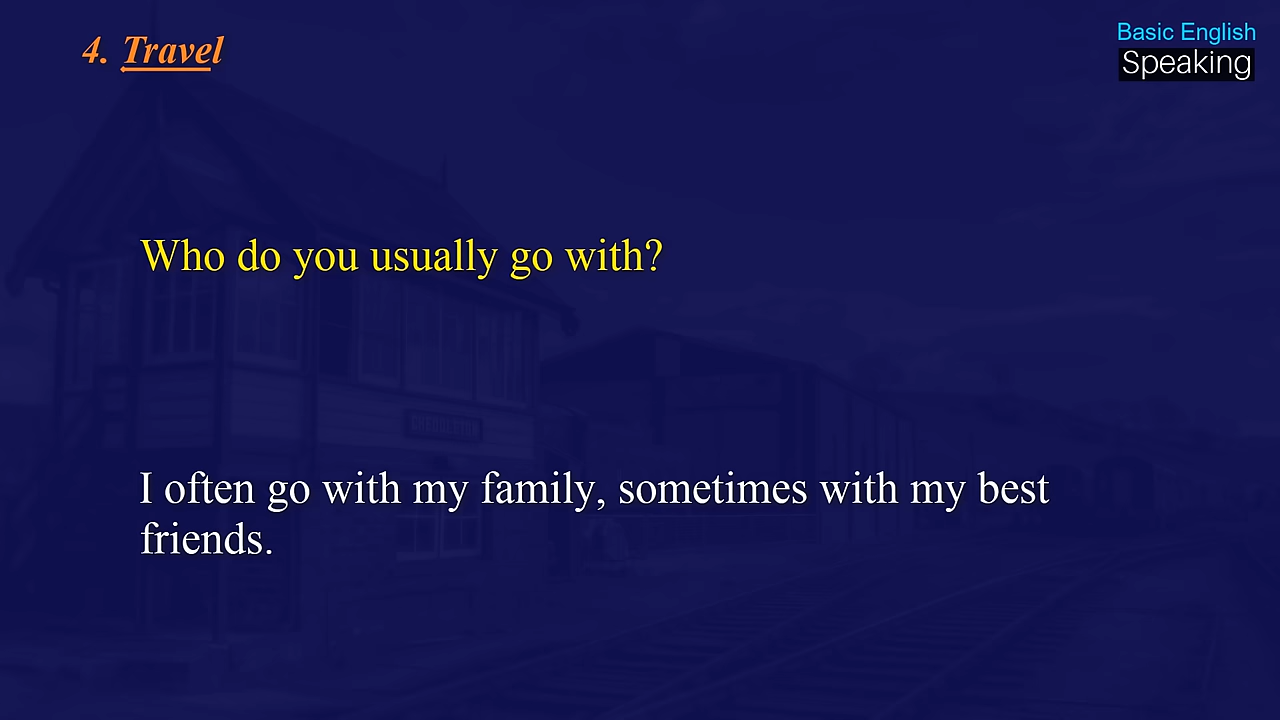 4. Travel
Basic English
Speaking
Who do you usually go with?
I often go with my family, sometimes with my best
friends.